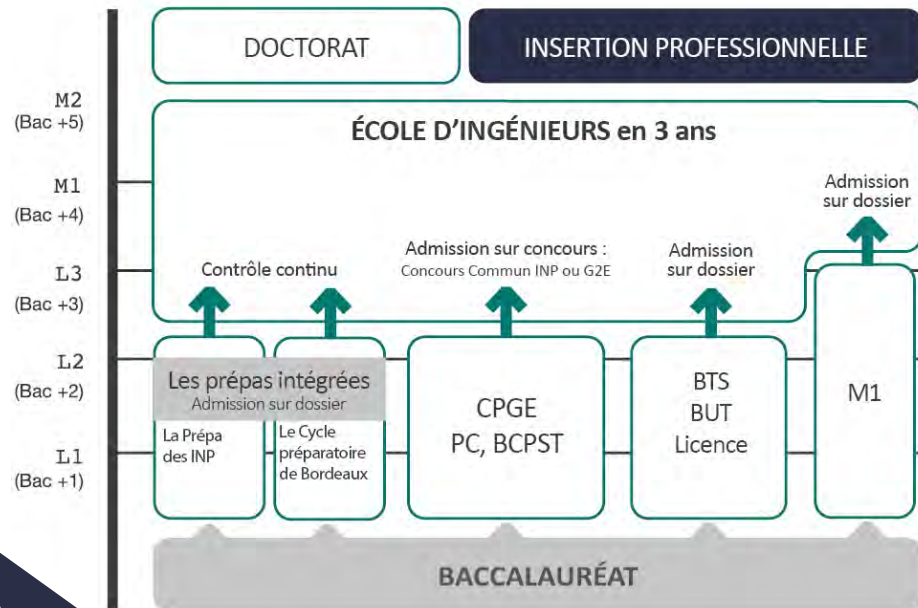 DOCTORAT
INSERTION PROFESSIONNELLE
M2
(Bac +5)
ÉCOLE D'INGÉNIEURS en 3 ans
M1
(Bac +4)
Admission
sur dossier
L3
(Bac +3)
Contrôle continu
Admission sur concours :
Concours Commun INP ou G2E
Admission
sur dossier
L2
(Bac +2)
Les prépas intégrées
Admission sur dossier
La Prépa
des INP
Le Cycle
préparatoire
de Bordeaux
CPGE
PC, BCPST
BTS
BUT
Licence
M1
L1
(Bac +1)
BACCALAURÉAT